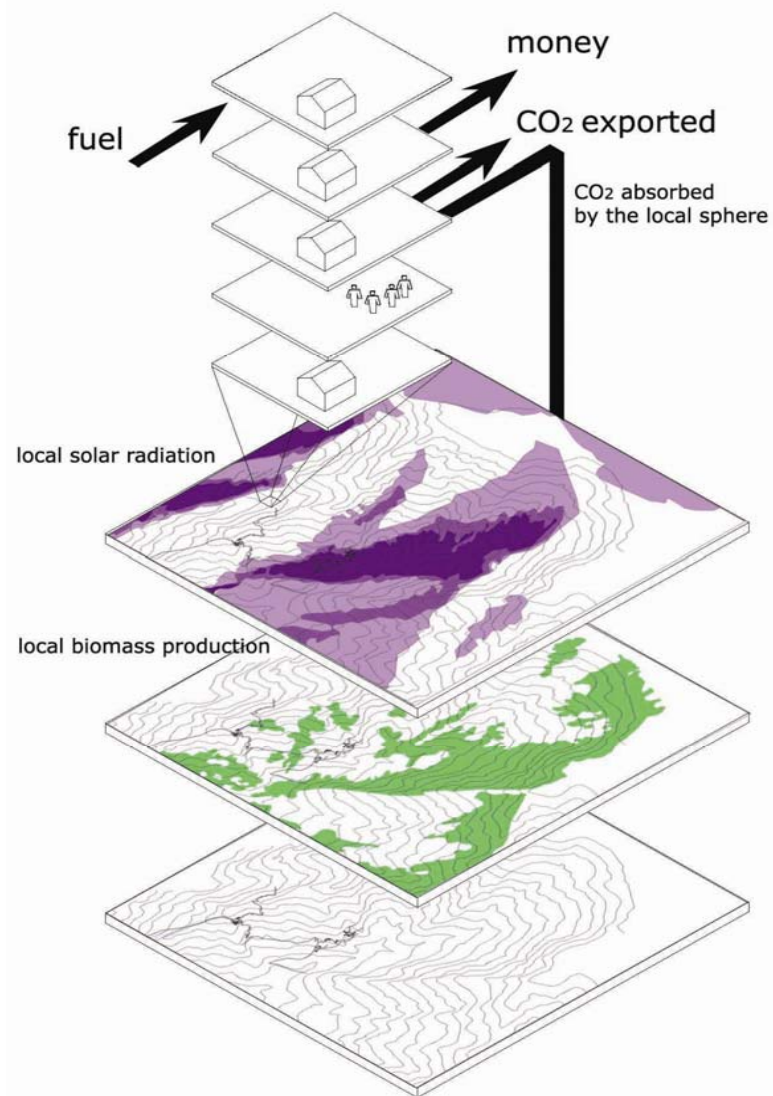 money
fuel
CO₂ exported
CO₂ absorbed
by the local sphere
local solar radiation
local biomass production